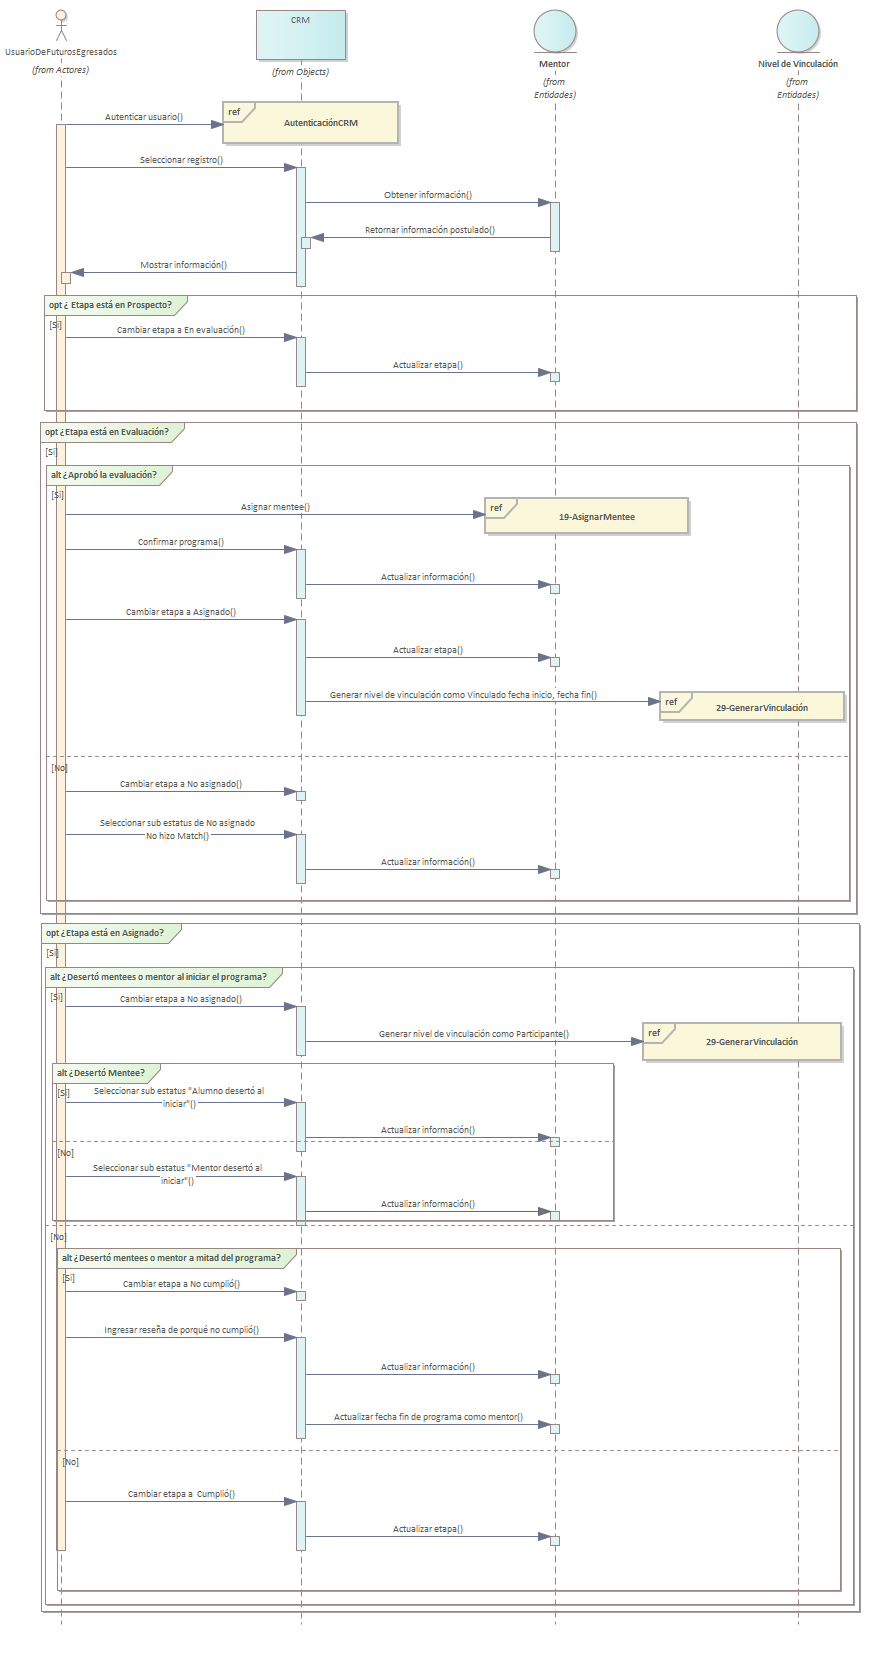 CRM
UsuarioDeFuturosEgresados
(from Actores)
(from Objects)
Mentor
(from
Entidades)
Nivel de Vinculación
(from
Entidades)
Autenticar usuario()
ref
AutenticaciónCRM
Seleccionar registro()
Obtener información()
Retornar información postulado()
Mostrar información()
opt ¿ Etapa está en Prospecto?
[Si]
Cambiar etapa a En evaluación()
Actualizar etapa()
opt ¿Etapa está en Evaluación?
[Si]
alt ¿Aprobó la evaluación?
[Si]
Asignar mentee()
ref
19-AsignarMentee
Confirmar programa()
Actualizar información()
Cambiar etapa a Asignado()
Actualizar etapa()
Generar nivel de vinculación como Vinculado fecha inicio, fecha fin()
ref
29-GenerarVinculación
[No]
Cambiar etapa a No asignado()
Seleccionar sub estatus de No asignado
No hizo Match()
Actualizar información()
opt ¿Etapa está en Asignado?
[Si]
alt ¿Desertó mentees o mentor al iniciar el programa?
[Si]
Cambiar etapa a No asignado()
Generar nivel de vinculación como Participante()
ref
29-GenerarVinculación
alt ¿Desertó Mentee?
[Si]
Seleccionar sub estatus "Alumno desertó al
iniciar"()
Actualizar información()
[No]
Seleccionar sub estatus "Mentor desertó al
iniciar"()
Actualizar información()
[No]
alt ¿Desertó mentees o mentor a mitad del programa?
[Si]
Cambiar etapa a No cumplió()
Ingresar reseña de porqué no cumplió()
Actualizar información()
Actualizar fecha fin de programa como mentor()
[No]
Cambiar etapa a  Cumplió()
Actualizar etapa()